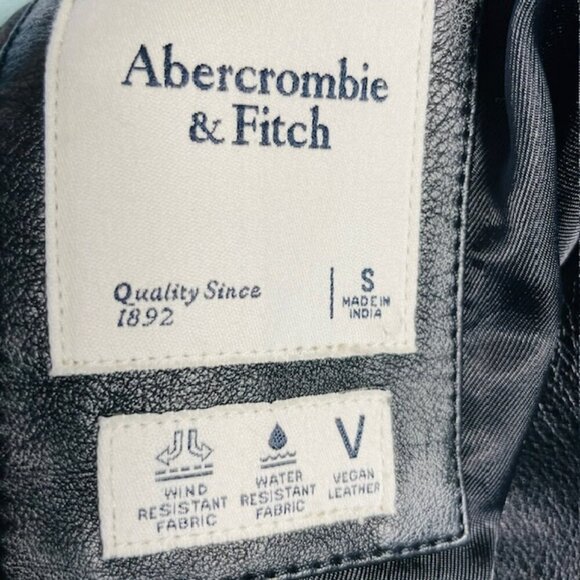 Abercrombie
& Fitch
Quality Since
1892
S
MADE IN
INDIA
WIND
RESISTANT
FABRIC
WATER
RESISTANT
FABRIC
V
VEGAN
LEATHER